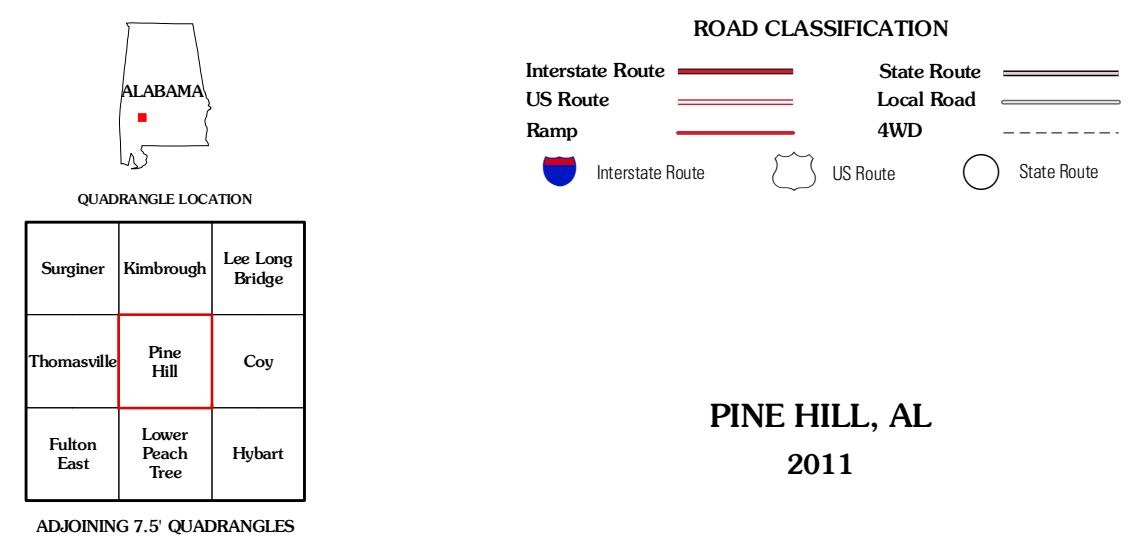 ALABAMA
QUADRANGLE LOCATION
Surginer
Kimbrough
Lee Long
Bridge
Thomasville
Pine
Hill
Coy
Fulton
East
Lower
Peach
Tree
Hybart
ADJOINING 7.5' QUADRANGLES
ROAD CLASSIFICATION
Interstate Route
State Route
US Route
Local Road
Ramp
4WD
Interstate Route
US Route
State Route
PINE HILL, AL
2011